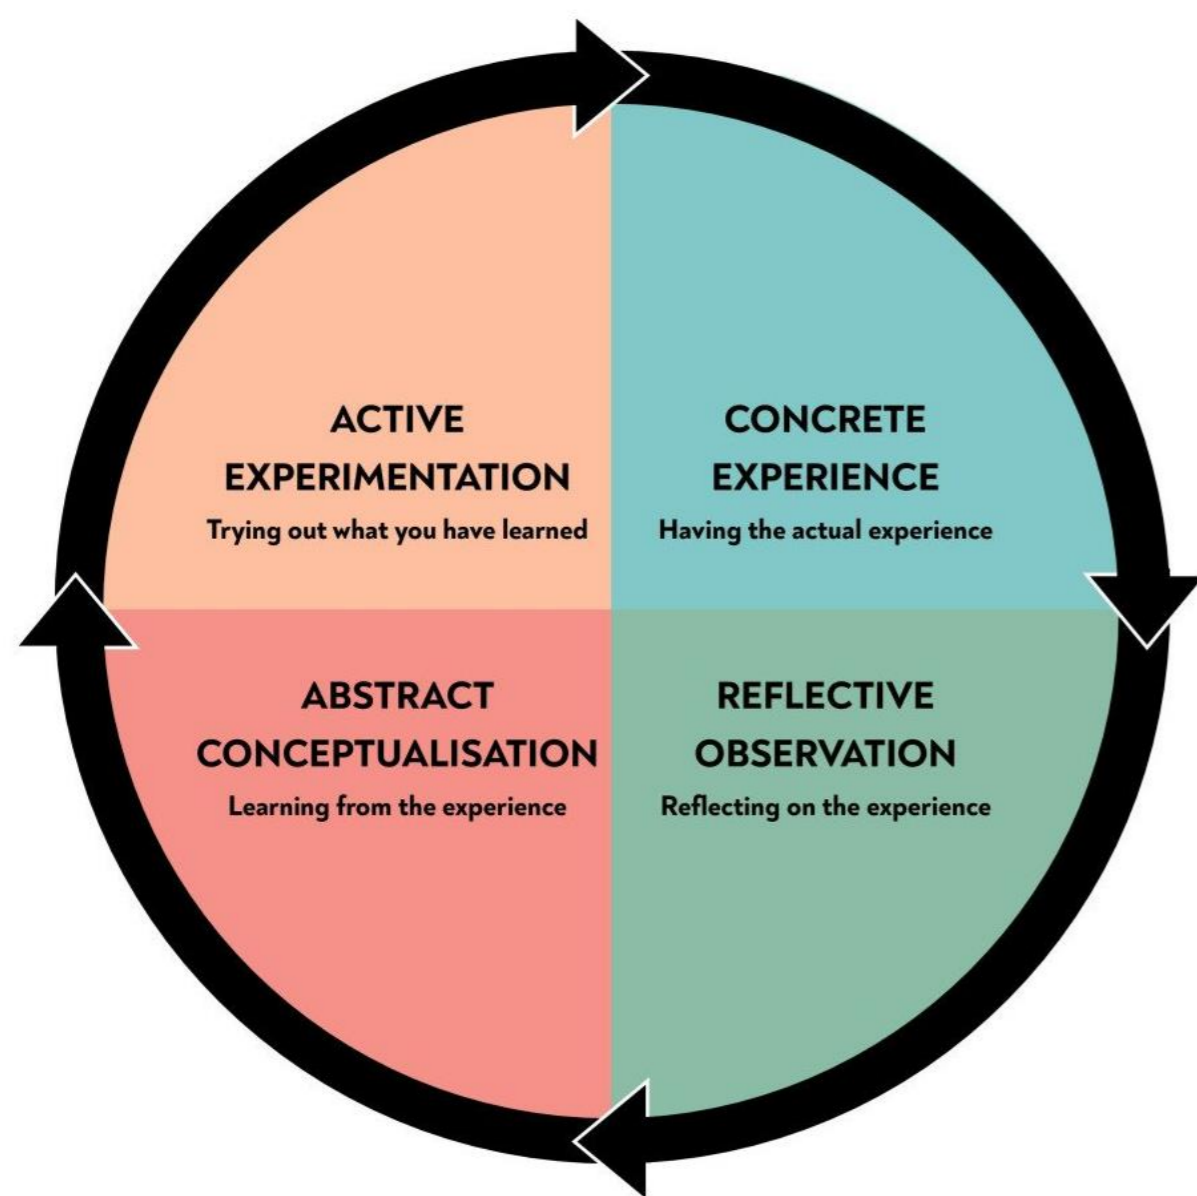 ACTIVE
EXPERIMENTATION
Trying out what you have learned
CONCRETE
EXPERIENCE
Having the actual experience
ABSTRACT
CONCEPTUALISATION
Learning from the experience
REFLECTIVE
OBSERVATION
Reflecting on the experience